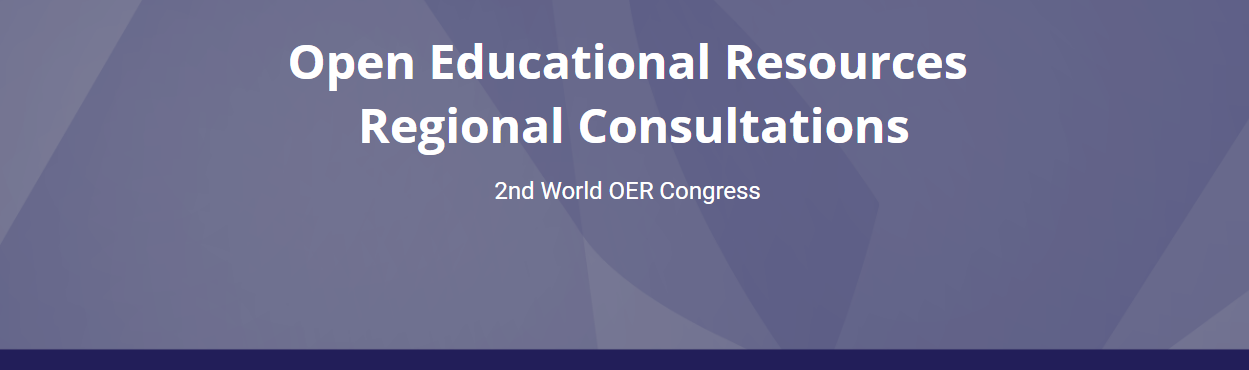 Open Educational Resources
Regional Consultations
2nd World OER Congress